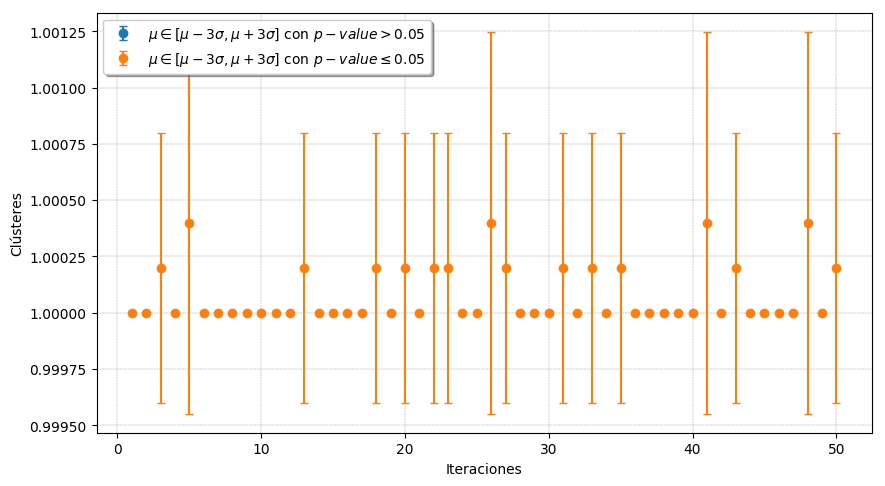 μ ∈ [μ − 3σ, μ + 3σ] con p − value > 0.05
μ ∈ [μ − 3σ, μ + 3σ] con p − value ≤ 0.05
Clústeres
1.00125
1.00100
1.00075
1.00050
1.00025
1.00000
0.99975
0.99950
0 10 20 30 40 50
Iteraciones